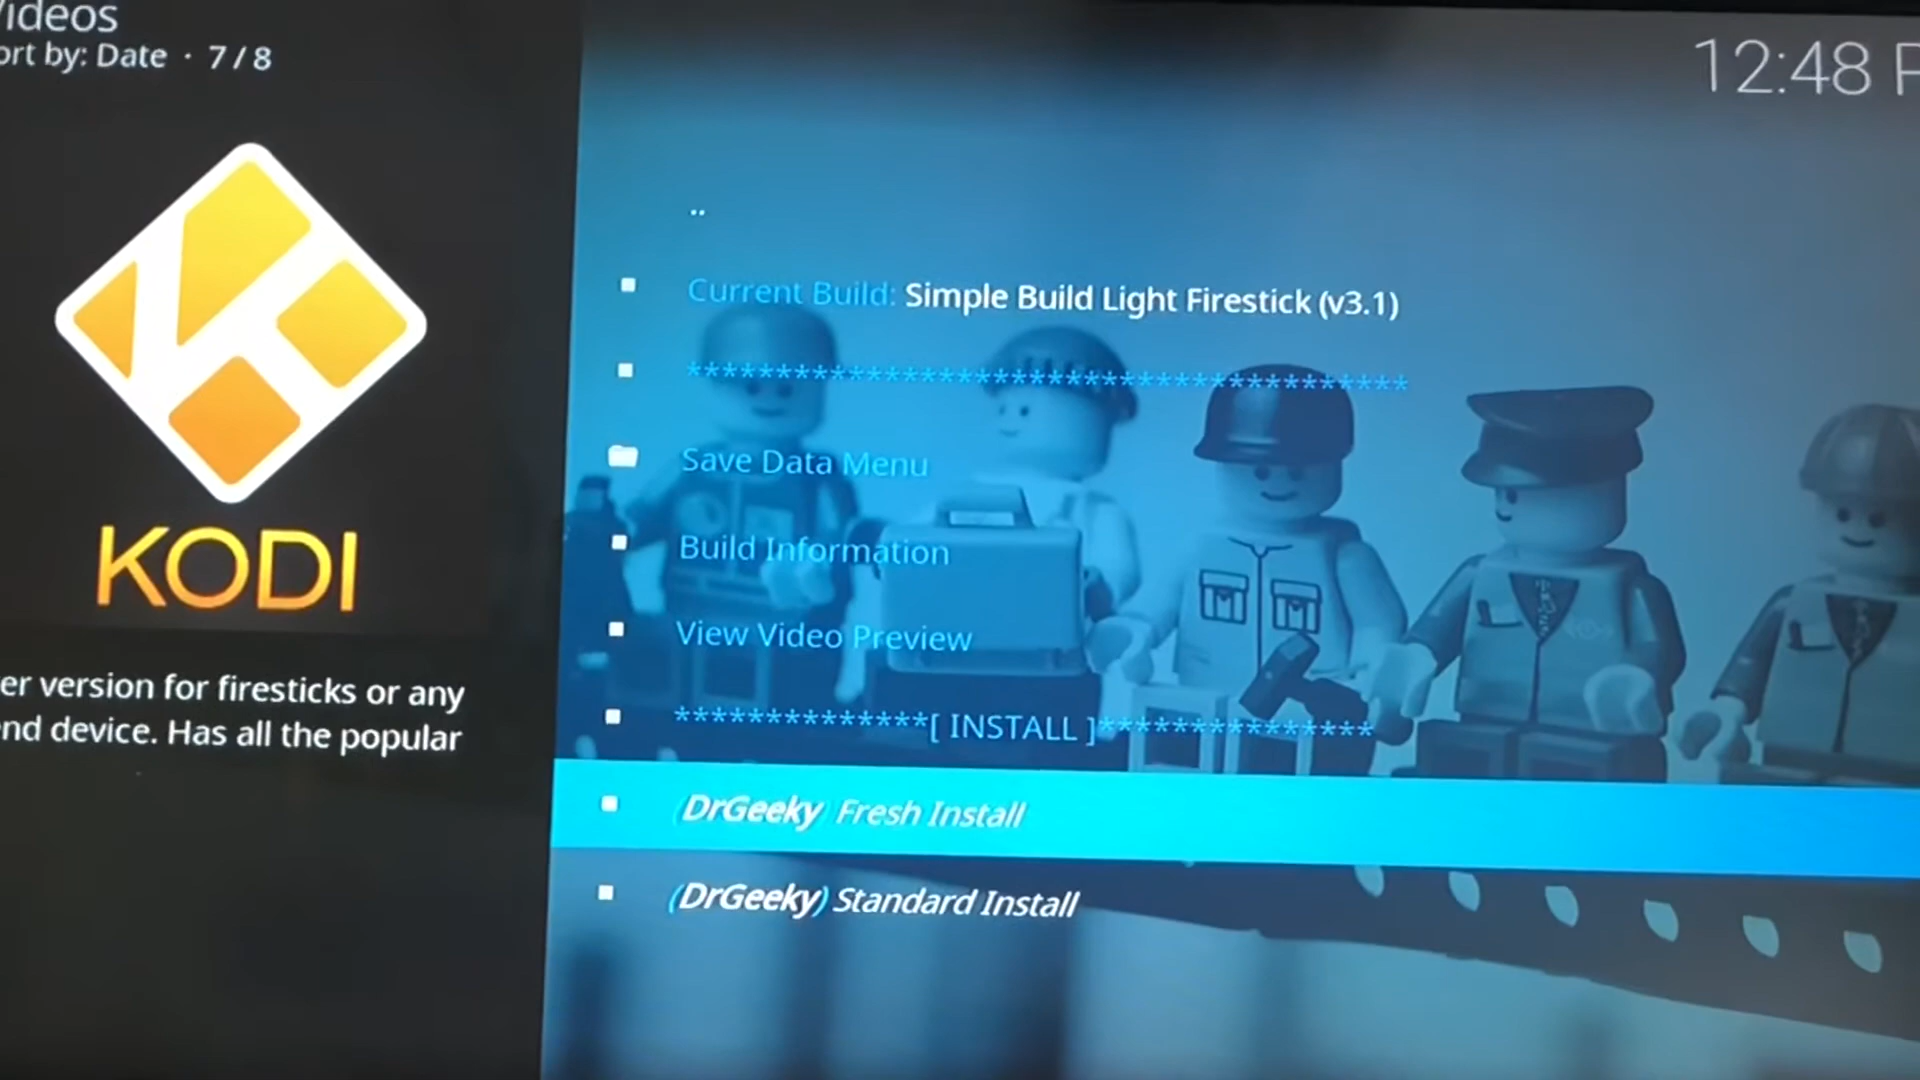 Videos
ort by: Date · 7 / 8
12:48 P
..
Current Build: Simple Build Light Firestick (v3.1)
****************************************
Save Data Menu
Build Information
View Video Preview
**************[ INSTALL ]***************
(DrGeeky) Fresh Install
(DrGeeky) Standard Install
KODI
er version for firesticks or any
nd device. Has all the popular